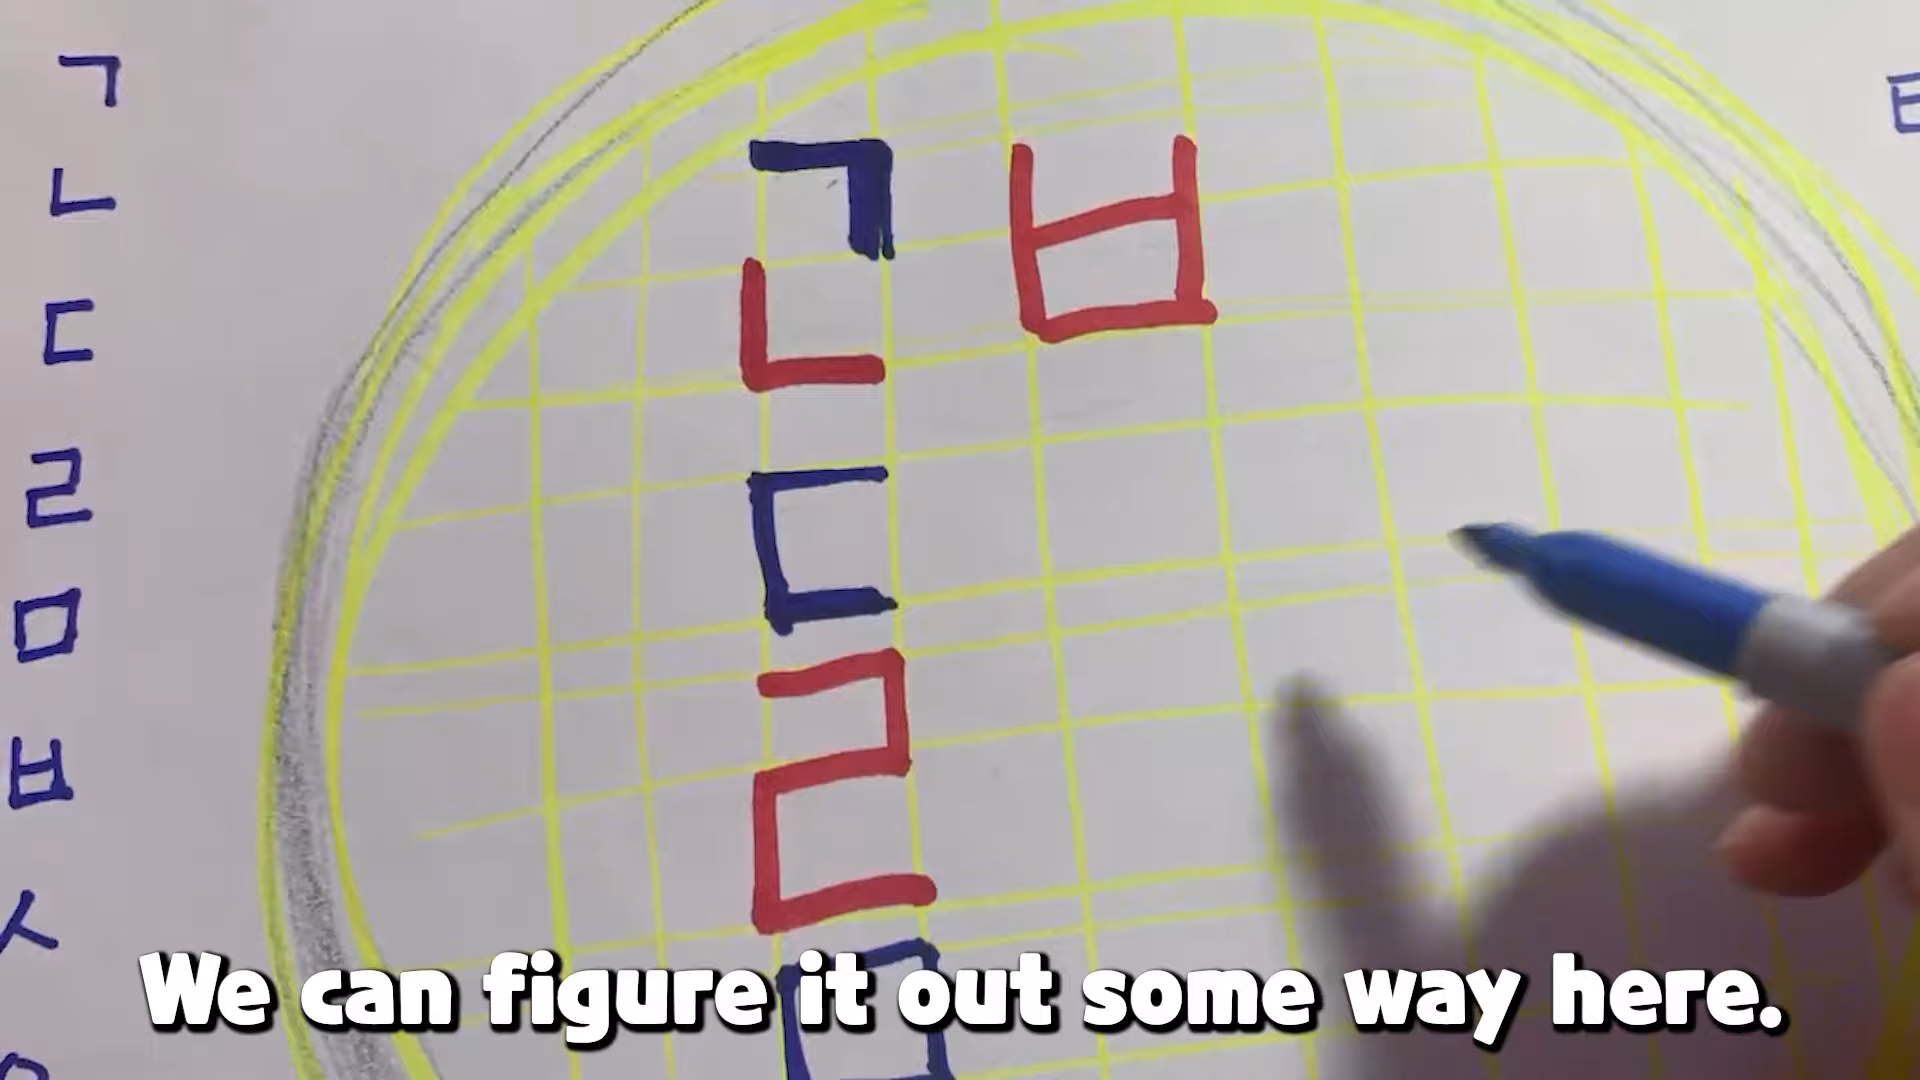 ㄱ
ㄴ
ㄷ
ㄹ
ㅁ
ㅂ
ㅅ
ㄱ
ㄴ
ㄷ
ㄹ
ㅁ
ㅂ
We can figure it out some way here.